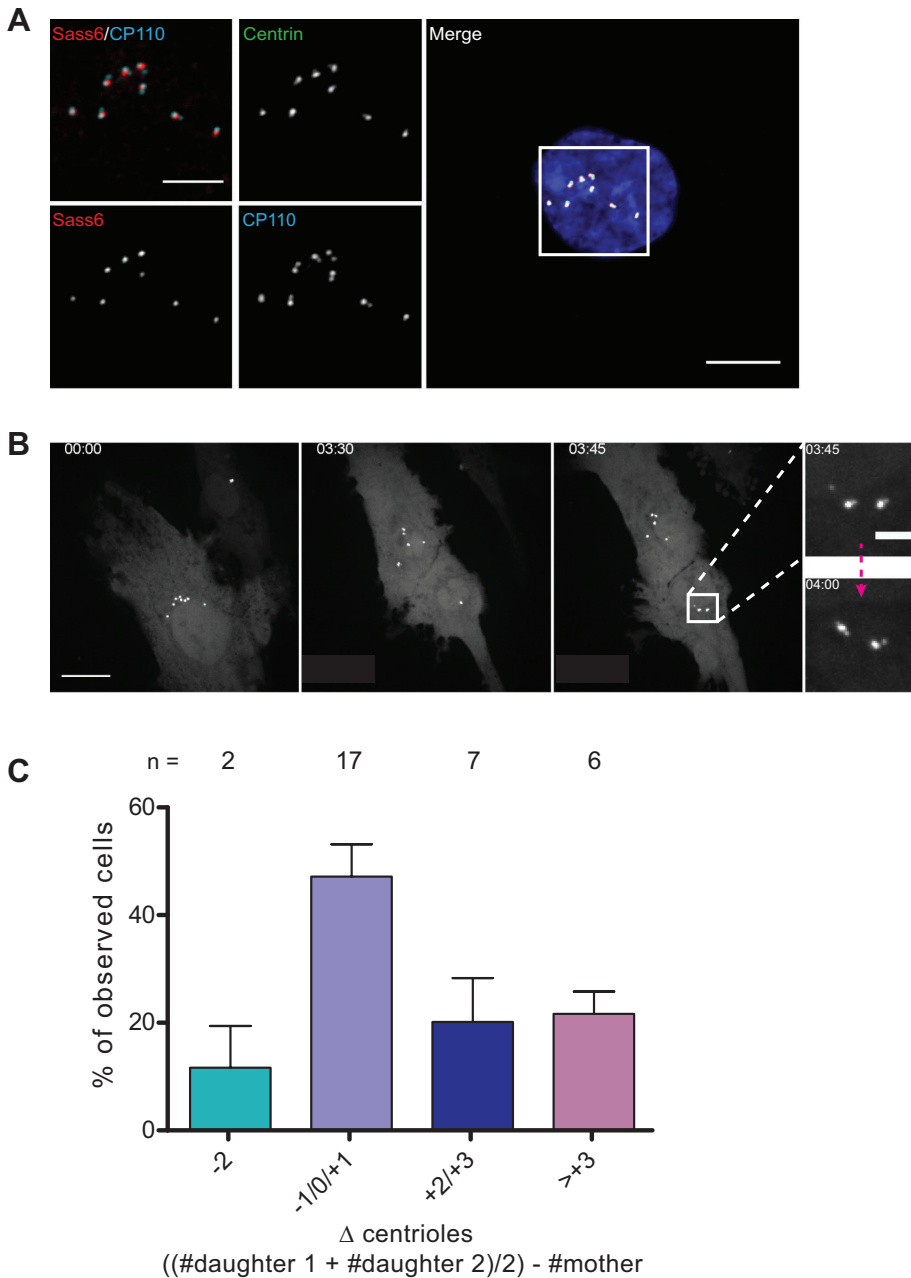 A
Sass6/CP110
Centrin
Merge
Sass6
CP110
B
00:00
03:30
03:45
03:45
04:00
C
n = 2 17 7 6
60
40
20
0
% of observed cells
-2
-1/0/+1
+2/+3
>+3
Δ centrioles
((#daughter 1 + #daughter 2)/2) - #mother